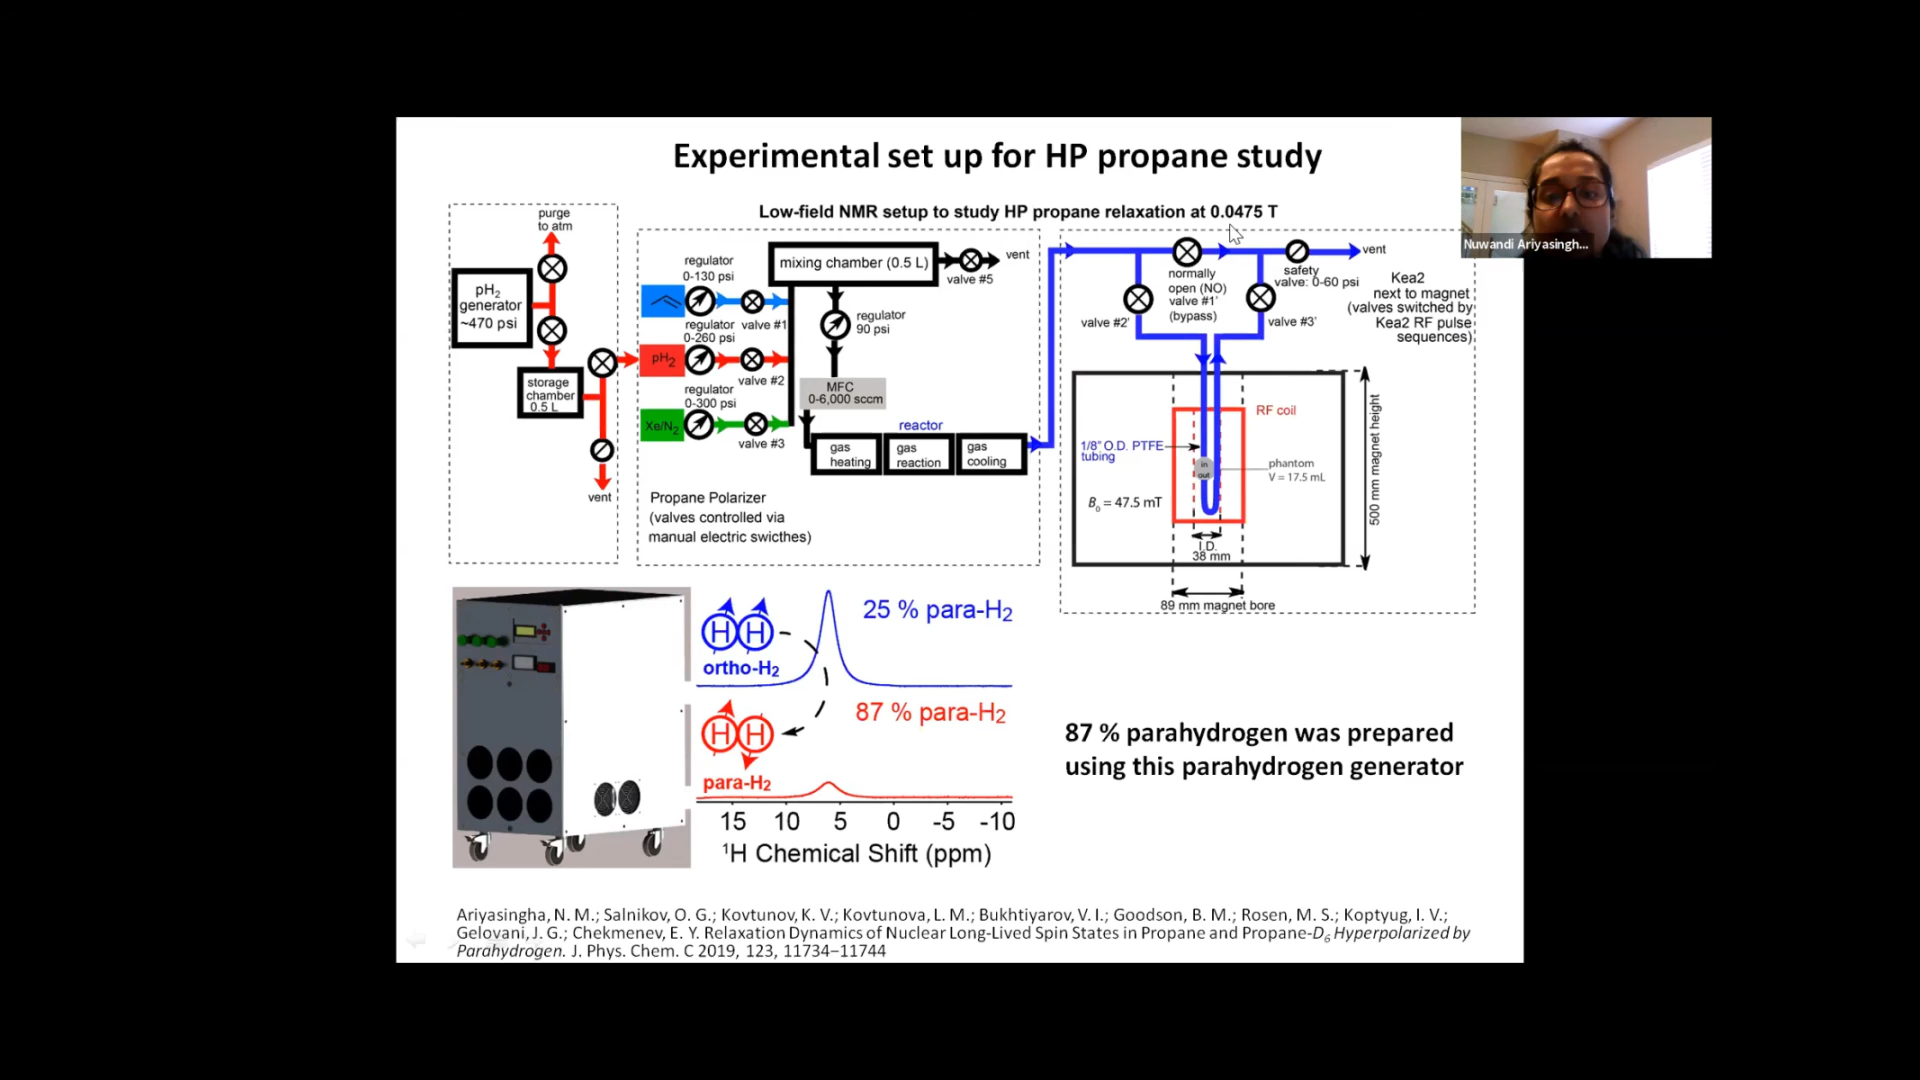 Experimental set up for HP propane study
Nuwandi Ariyasingh...
Low-field NMR setup to study HP propane relaxation at 0.0475 T
purge
to atm
pH2
generator
~470 psi
storage
chamber
0.5 L
vent
regulator
0-130 psi
valve #1
regulator
0-260 psi
pH2
valve #2
regulator
0-300 psi
Xe/N2
valve #3
mixing chamber (0.5 L)
vent
valve #5
regulator
90 psi
MFC
0-6,000 sccm
reactor
gas
heating
gas
reaction
gas
cooling
Propane Polarizer
(valves controlled via
manual electric swicthes)
vent
normally
open (NO)
valve #1'
(bypass)
safety
valve: 0-60 psi
valve #2'
valve #3'
Kea2
next to magnet
(valves switched by
Kea2 RF pulse
sequences)
RF coil
1/8" O.D. PTFE
tubing
in
out
phantom
V = 17.5 mL
B0 = 47.5 mT
I.D.
38 mm
500 mm magnet height
89 mm magnet bore
H H
ortho-H2
25 % para-H2
87 % para-H2
H H
para-H2
15 10 5 0 -5 -10
1H Chemical Shift (ppm)
87 % parahydrogen was prepared
using this parahydrogen generator
Ariyasingha, N. M.; Salnikov, O. G.; Kovtunov, K. V.; Kovtunova, L. M.; Bukhtiyarov, V. I.; Goodson, B. M.; Rosen, M. S.; Koptyug, I. V.;
Gelovani, J. G.; Chekmenev, E. Y. Relaxation Dynamics of Nuclear Long-Lived Spin States in Propane and Propane-D6 Hyperpolarized by
Parahydrogen. J. Phys. Chem. C 2019, 123, 11734−11744